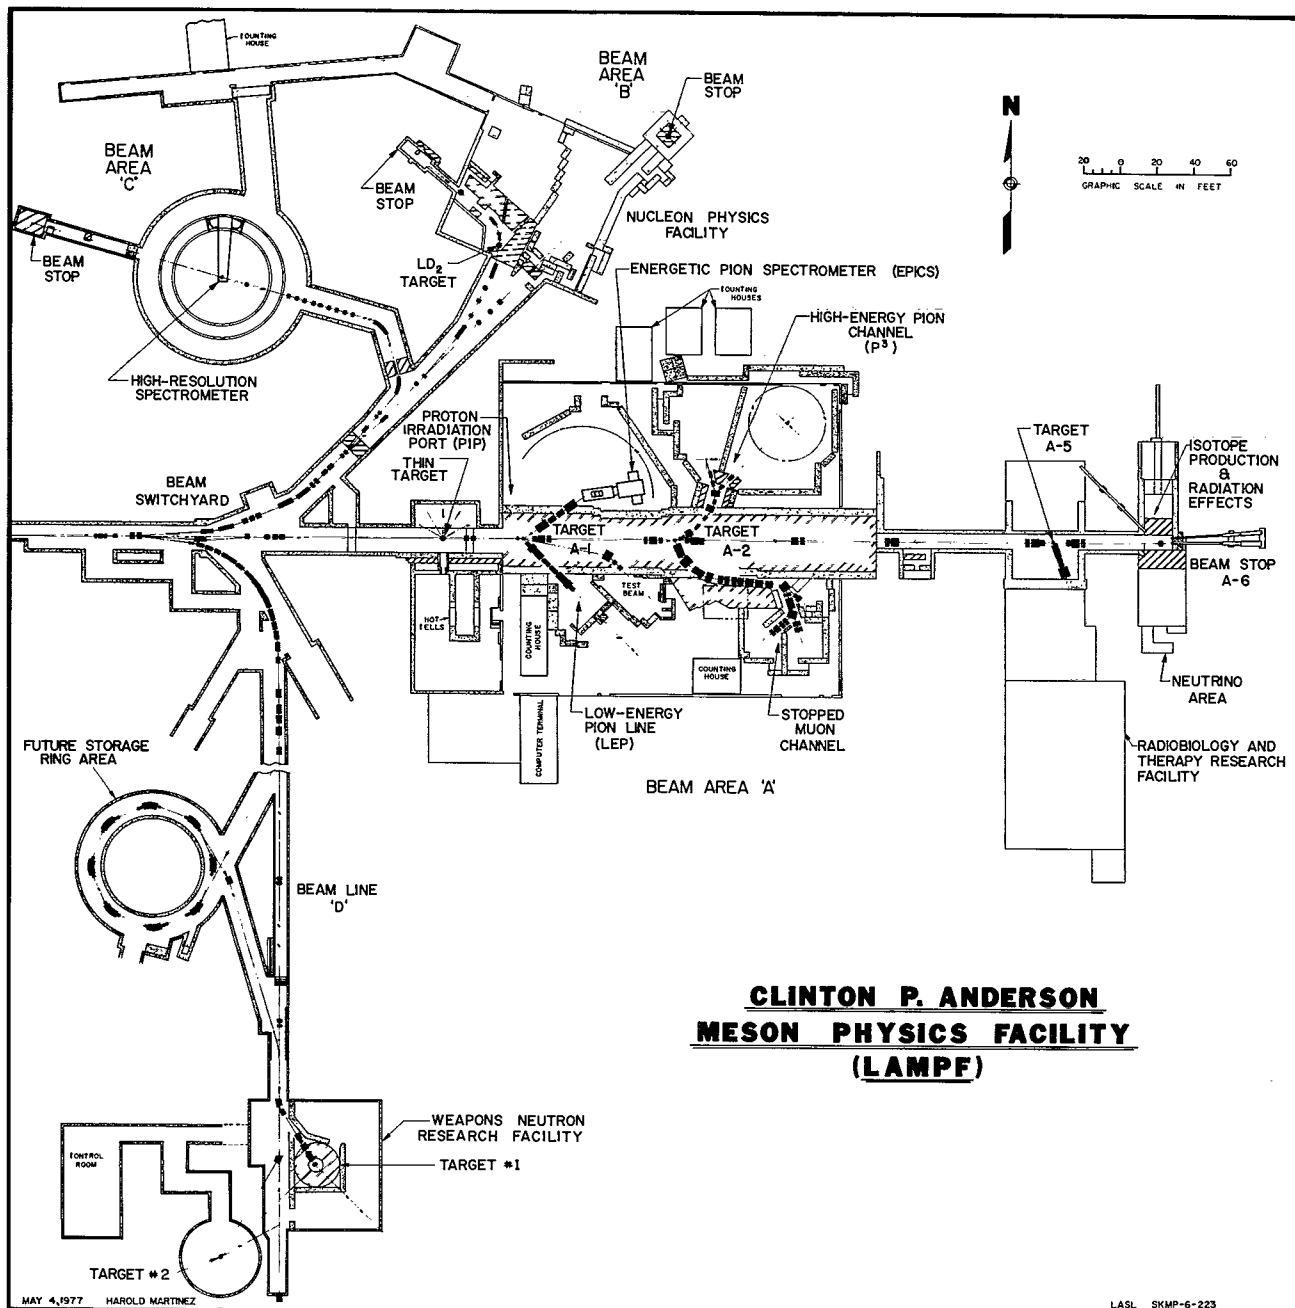 COUNTING
HOUSE
BEAM
AREA
'B'
BEAM
STOP
N
BEAM
AREA
'C'
20 0 20 40 60
GRAPHIC SCALE IN FEET
BEAM
STOP
NUCLEON PHYSICS
FACILITY
BEAM
STOP
LD2
TARGET
ENERGETIC PION SPECTROMETER (EPICS)
COUNTING
HOUSES
HIGH-ENERGY PION
CHANNEL
(P3)
HIGH-RESOLUTION
SPECTROMETER
PROTON
IRRADIATION
PORT (PIP)
THIN
TARGET
TARGET
A-5
ISOTOPE
PRODUCTION
&
RADIATION
EFFECTS
BEAM
SWITCHYARD
TARGET
A-1
TARGET
A-2
BEAM STOP
A-6
TEST
BEAM
HOT
CELLS
COUNTING
HOUSE
COUNTING
HOUSE
NEUTRINO
AREA
LOW-ENERGY
PION LINE
(LEP)
STOPPED
MUON
CHANNEL
COMPUTER TERMINAL
FUTURE STORAGE
RING AREA
RADIOBIOLOGY AND
THERAPY RESEARCH
FACILITY
BEAM AREA 'A'
BEAM LINE
'D'
CLINTON P. ANDERSON
MESON PHYSICS FACILITY
(LAMPF)
WEAPONS NEUTRON
RESEARCH FACILITY
CONTROL
ROOM
TARGET #1
TARGET #2
MAY 4,1977 HAROLD MARTINEZ
LASL SKMP-6-223